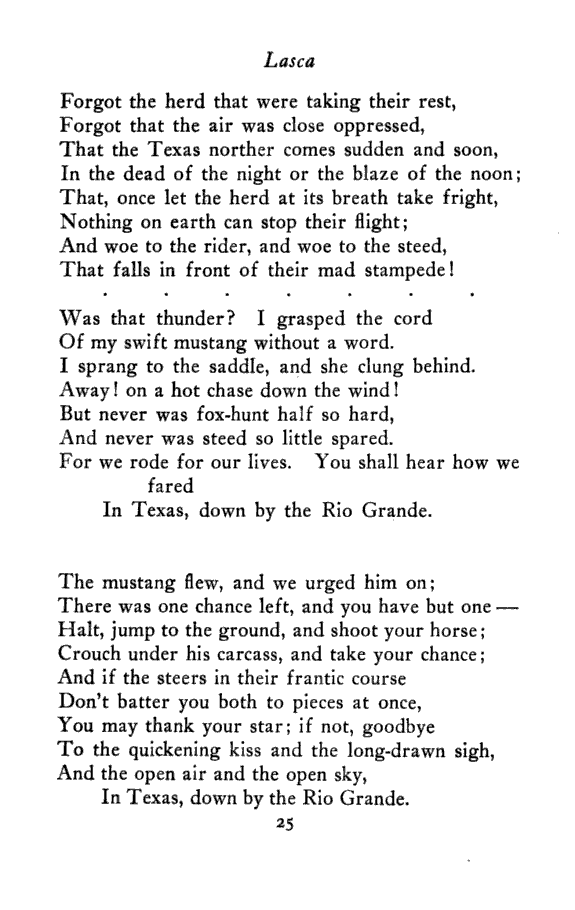 Lasca
Forgot the herd that were taking their rest,
Forgot that the air was close oppressed,
That the Texas norther comes sudden and soon,
In the dead of the night or the blaze of the noon;
That, once let the herd at its breath take fright,
Nothing on earth can stop their flight;
And woe to the rider, and woe to the steed,
That falls in front of their mad stampede!
. . . . . . .
Was that thunder? I grasped the cord
Of my swift mustang without a word.
I sprang to the saddle, and she clung behind.
Away! on a hot chase down the wind!
But never was fox-hunt half so hard,
And never was steed so little spared.
For we rode for our lives. You shall hear how we
fared
In Texas, down by the Rio Grande.
The mustang flew, and we urged him on;
There was one chance left, and you have but one —
Halt, jump to the ground, and shoot your horse;
Crouch under his carcass, and take your chance;
And if the steers in their frantic course
Don't batter you both to pieces at once,
You may thank your star; if not, goodbye
To the quickening kiss and the long-drawn sigh,
And the open air and the open sky,
In Texas, down by the Rio Grande.
25